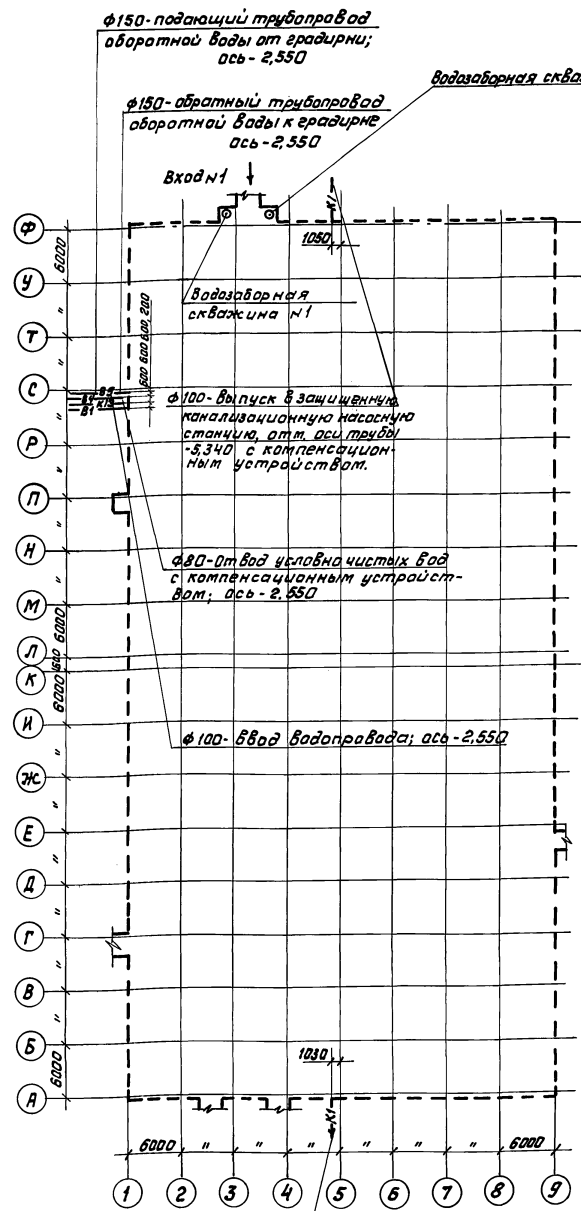 ф150-подающий трубопровод
оборотной воды от градирни;
ось-2,550
Водозаборная сква
ф150-обратный трубопровод
оборотной воды к градирне
ось-2,550
Вход №1
К1
Ф
1050
6000
У
Водозаборная
скважина №1
"
Т
"
600 600 600 200
С
В1 К13
ф100-выпуск в защищенную
канализационную насосную
станцию, отм. оси трубы
-5,340 с компенсацион-
ным устройством.
"
Р
"
П
"
Н
ф80-отвод условно чистых вод
с компенсационным устройст-
вом; ось-2,550
"
М
6000
Л
1600
К
6000
И
ф100-ввод водопровода; ось-2,550
"
Ж
"
Е
"
Д
"
Г
"
В
"
Б
1030
6000
А
К1
6000 " " " " " " 6000
1 2 3 4 5 6 7 8 9